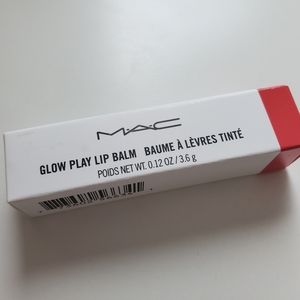 MAC
GLOW PLAY LIP BALM BAUME À LÈVRES TINTÉ
POIDS NET WT. 0.12 OZ / 3.6 g